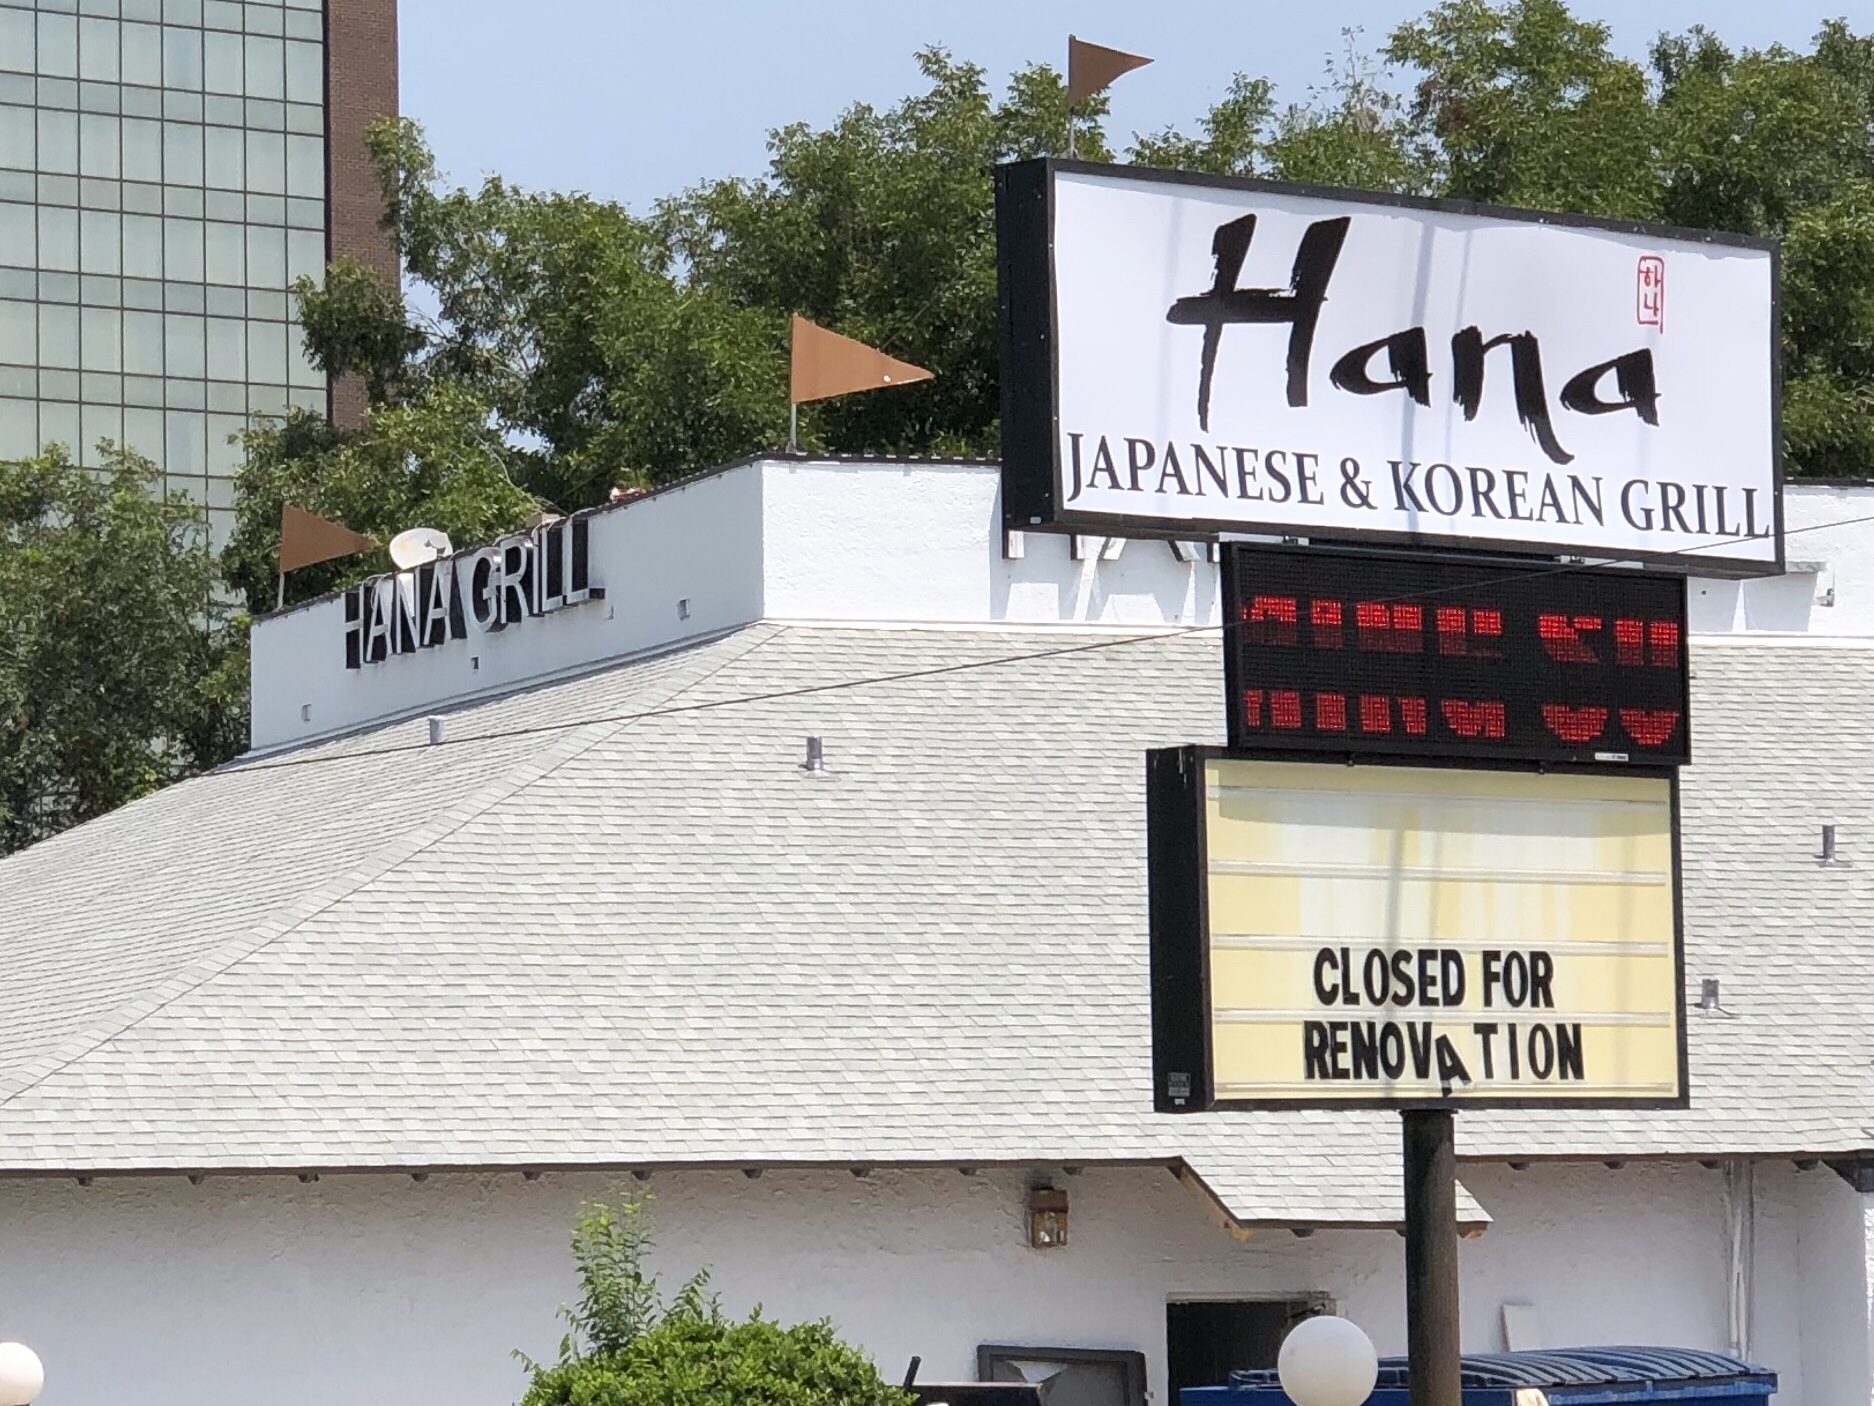 Hana
하나
JAPANESE & KOREAN GRILL
HANA GRILL
CLOSED FOR
RENOVATION